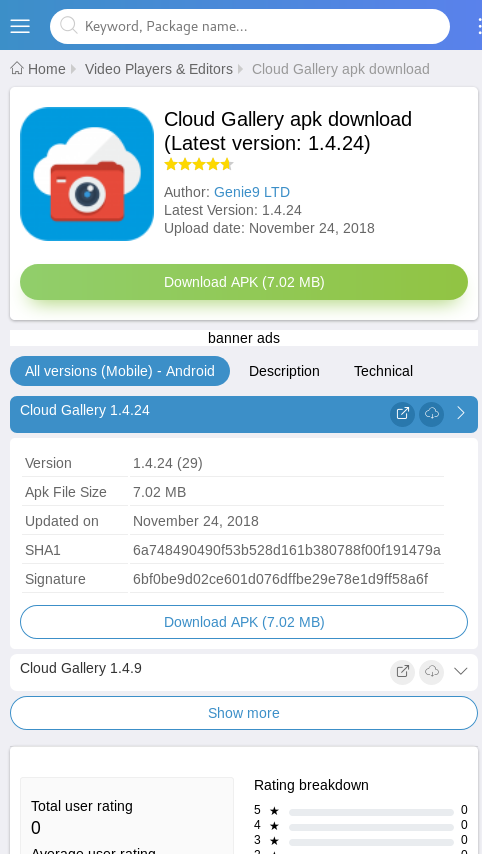 Keyword, Package name...
Home Video Players & Editors Cloud Gallery apk download
Cloud Gallery apk download
(Latest version: 1.4.24)
Author: Genie9 LTD
Latest Version: 1.4.24
Upload date: November 24, 2018
Download APK (7.02 MB)
banner ads
All versions (Mobile) - Android Description Technical
Cloud Gallery 1.4.24
Version 1.4.24 (29)
Apk File Size 7.02 MB
Updated on November 24, 2018
SHA1 6a748490490f53b528d161b380788f00f191479a
Signature 6bf0be9d02ce601d076dffbe29e78e1d9ff58a6f
Download APK (7.02 MB)
Cloud Gallery 1.4.9
Show more
Total user rating
0
Average user rating
Rating breakdown
5 ★ 0
4 ★ 0
3 ★ 0